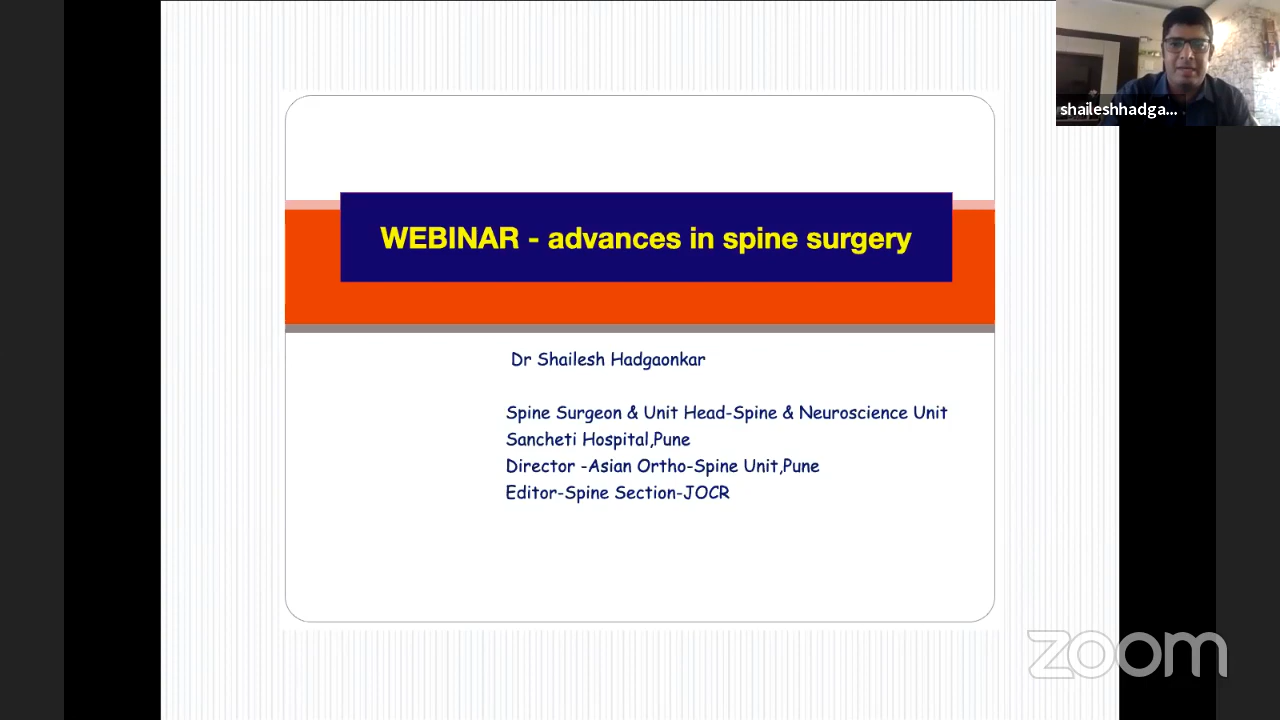 shaileshhadga...
WEBINAR - advances in spine surgery
Dr Shailesh Hadgaonkar
Spine Surgeon & Unit Head-Spine & Neuroscience Unit
Sancheti Hospital,Pune
Director -Asian Ortho-Spine Unit,Pune
Editor-Spine Section-JOCR
zoom